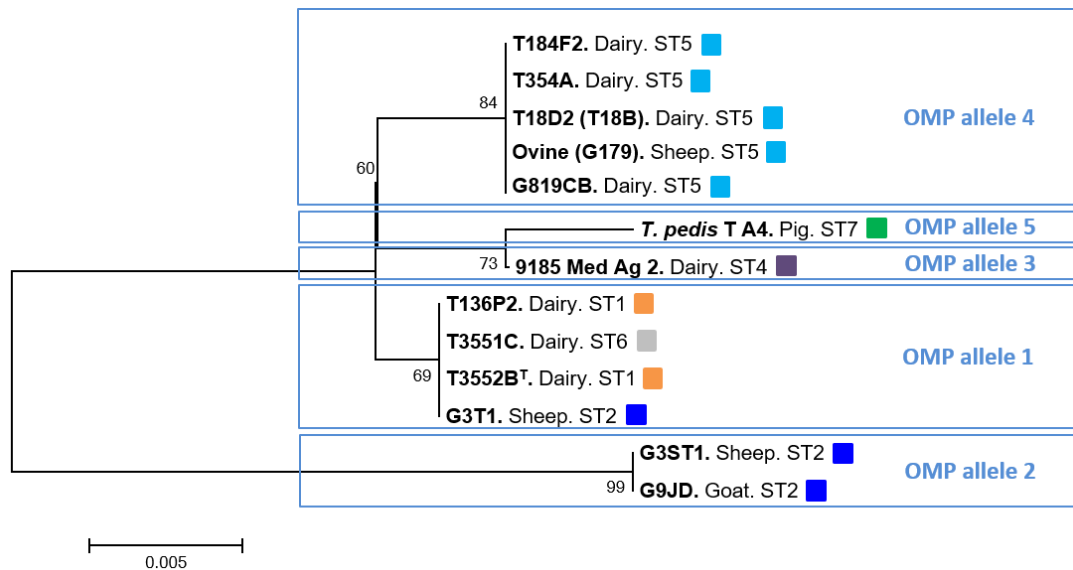 T184F2. Dairy. ST5
T354A. Dairy. ST5
84
T18D2 (T18B). Dairy. ST5
OMP allele 4
Ovine (G179). Sheep. ST5
60
G819CB. Dairy. ST5
T. pedis T A4. Pig. ST7
OMP allele 5
73
9185 Med Ag 2. Dairy. ST4
OMP allele 3
T136P2. Dairy. ST1
T3551C. Dairy. ST6
OMP allele 1
69
T3552Bᵀ. Dairy. ST1
G3T1. Sheep. ST2
G3ST1. Sheep. ST2
OMP allele 2
99
G9JD. Goat. ST2
0.005